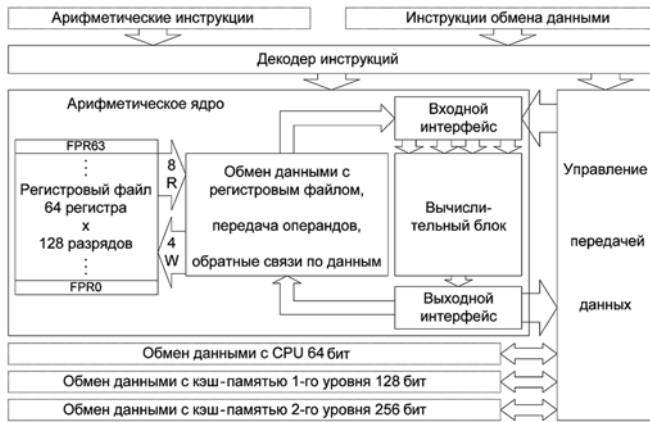 Арифметические инструкции
Инструкции обмена данными
Декодер инструкций
Арифметическое ядро
FPR63
Регистровый файл
64 регистра
x
128 разрядов
FPR0
8
R
4
W
Обмен данными с
регистровым файлом,
передача операндов,
обратные связи по данным
Входной
интерфейс
Вычисли-
тельный блок
Выходной
интерфейс
Управление
передачей
данных
Обмен данными с CPU 64 бит
Обмен данными с кэш-памятью 1-го уровня 128 бит
Обмен данными с кэш-памятью 2-го уровня 256 бит